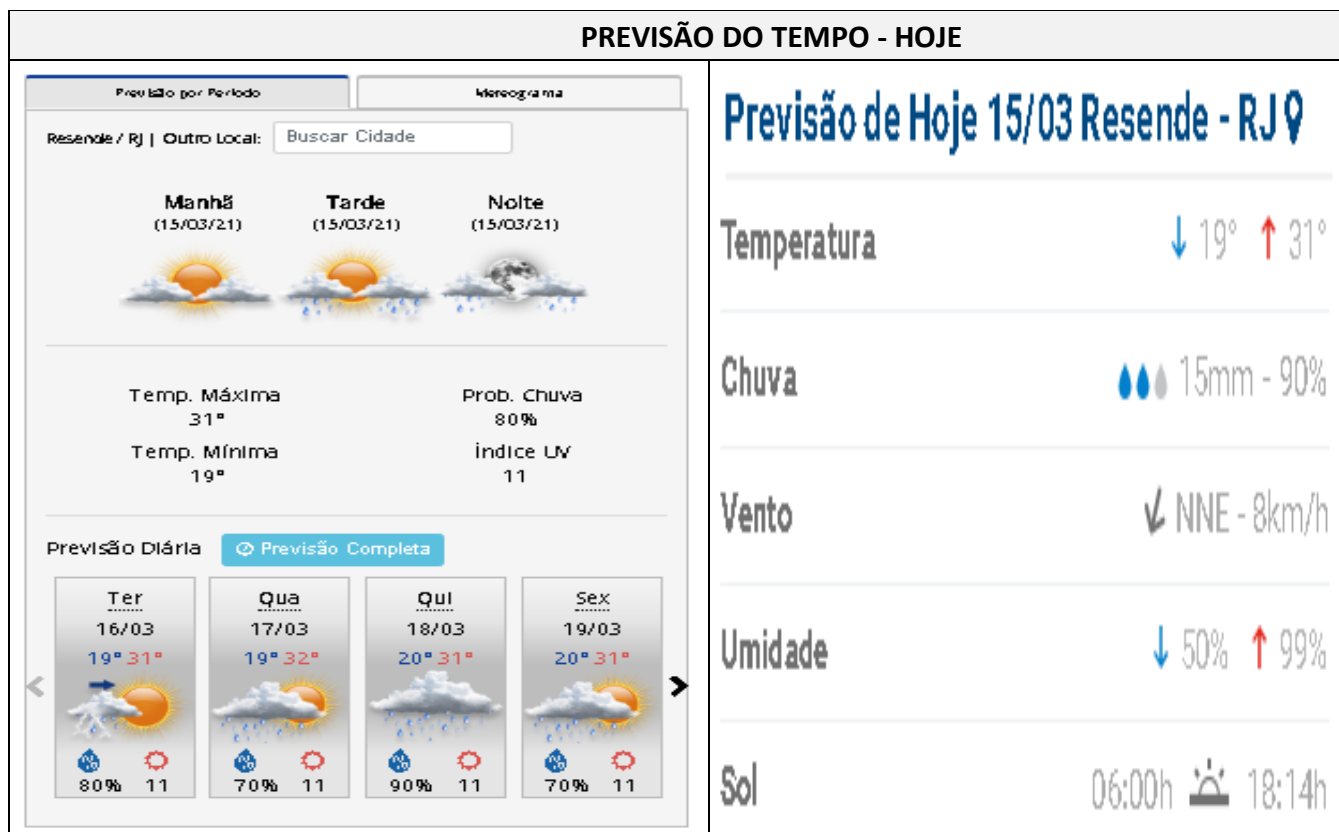 PREVISÃO DO TEMPO - HOJE
Previsão por Período
Meteograma
Resende / RJ | Outro Local: Buscar Cidade
Manhã Tarde Noite
(15/03/21) (15/03/21) (15/03/21)
Temp. Máxima Prob. Chuva
31° 80%
Temp. Mínima Índice UV
19° 11
Previsão Diária Previsão Completa
Ter Qua Qui Sex
16/03 17/03 18/03 19/03
19° 31° 19° 32° 20° 31° 20° 31°
80% 11 70% 11 90% 11 70% 11
Previsão de Hoje 15/03 Resende - RJ
Temperatura 19° 31°
Chuva 15mm - 90%
Vento NNE - 8km/h
Umidade 50% 99%
Sol 06:00h 18:14h